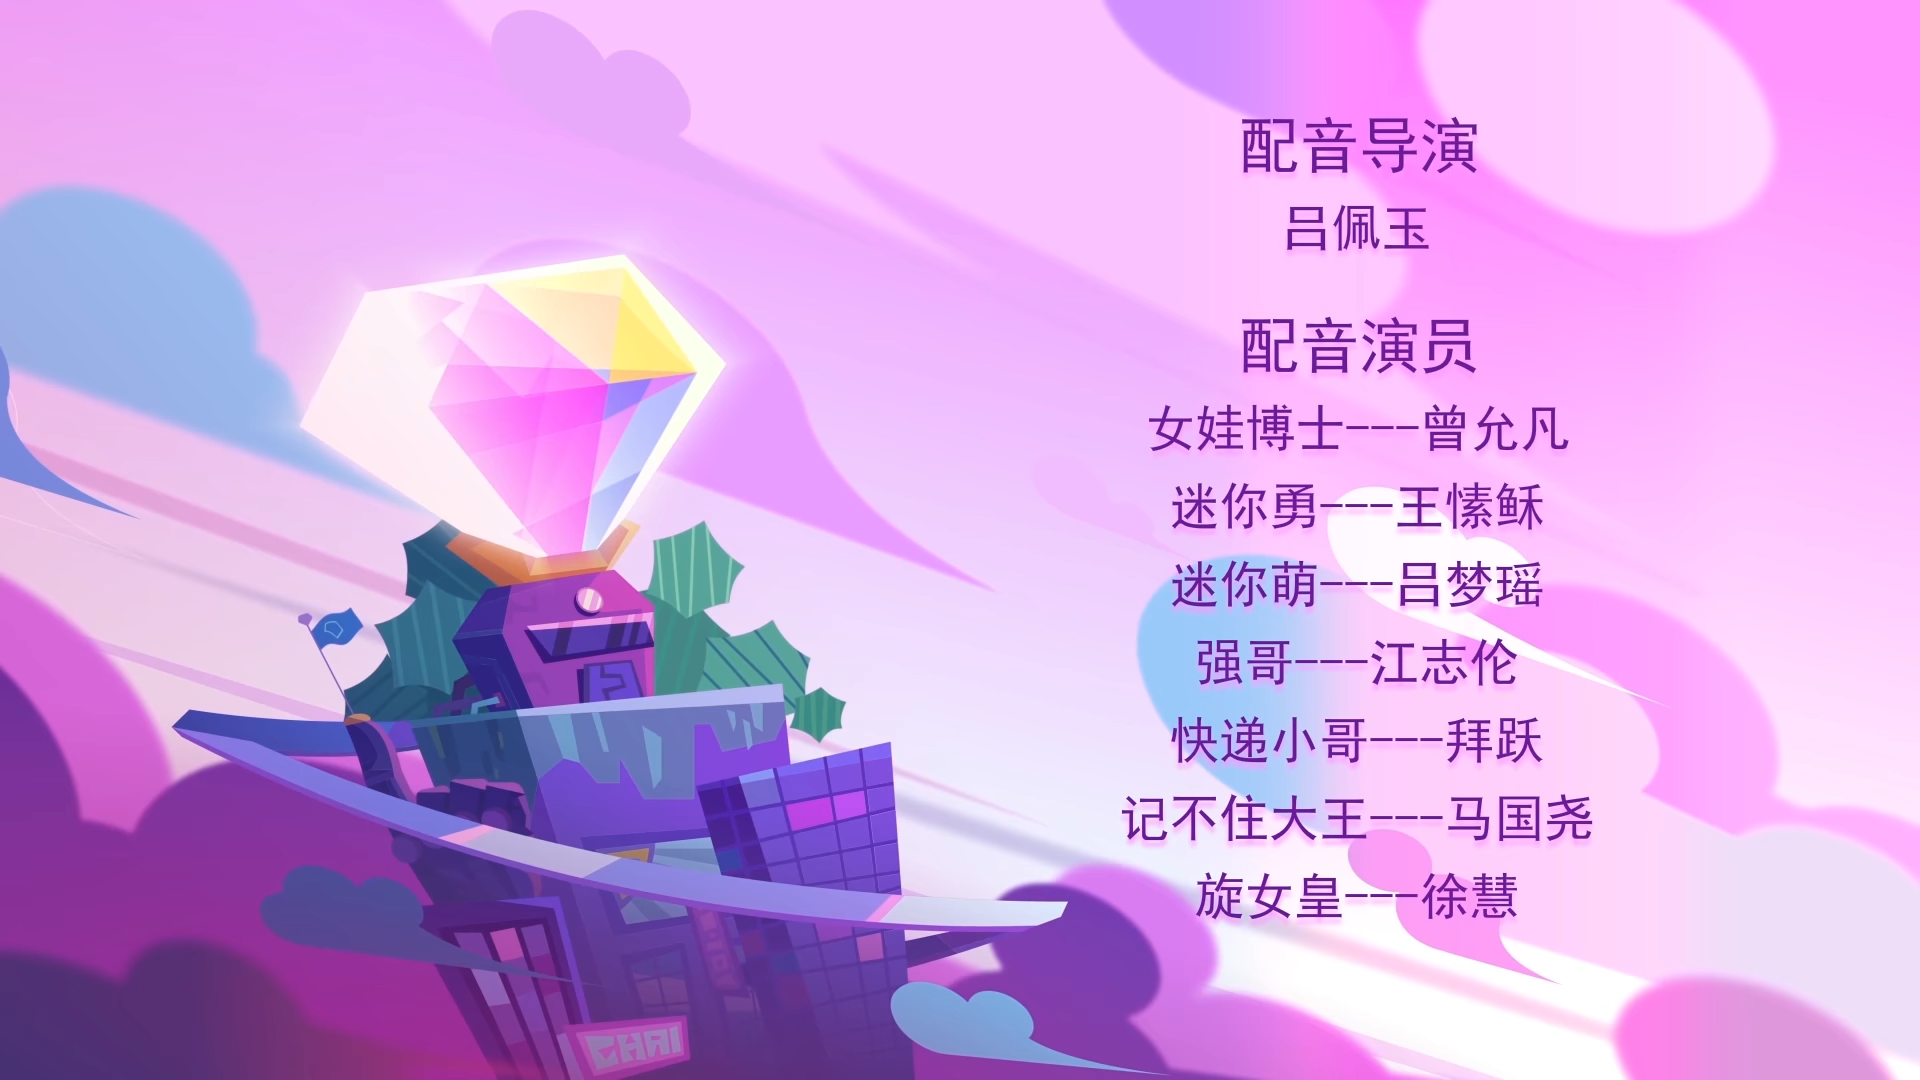 配音导演
吕佩玉
配音演员
女娃博士---曾允凡
迷你勇---王愫稣
迷你萌---吕梦瑶
强哥---江志伦
快递小哥---拜跃
记不住大王---马国尧
旋女皇---徐慧
CHAI